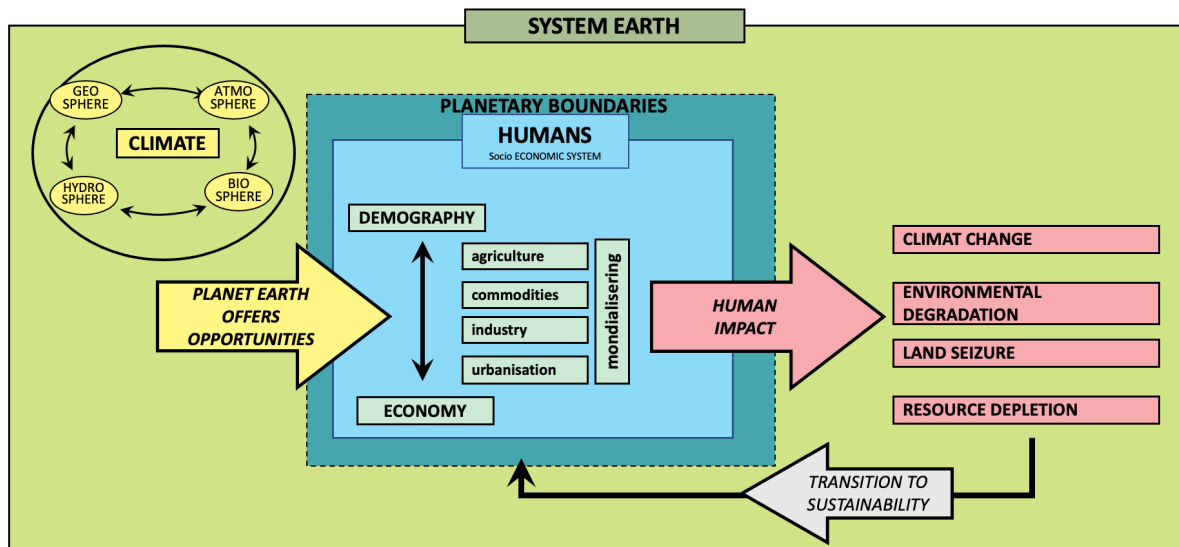 SYSTEM EARTH
GEO
SPHERE
ATMO
SPHERE
CLIMATE
HYDRO
SPHERE
BIO
SPHERE
PLANETARY BOUNDARIES
HUMANS
Socio ECONOMIC SYSTEM
DEMOGRAPHY
agriculture
commodities
industry
urbanisation
mondialisering
ECONOMY
PLANET EARTH
OFFERS
OPPORTUNITIES
HUMAN
IMPACT
CLIMAT CHANGE
ENVIRONMENTAL
DEGRADATION
LAND SEIZURE
RESOURCE DEPLETION
TRANSITION TO
SUSTAINABILITY